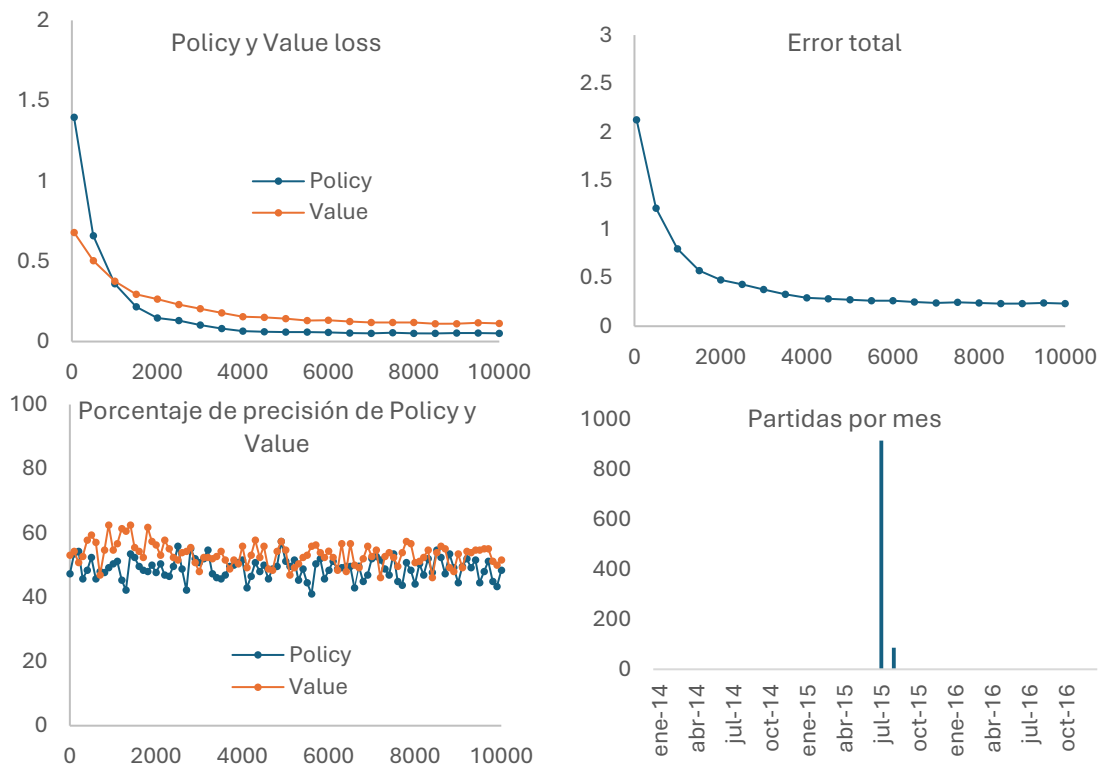 Policy y Value loss
2
1.5
1
0.5
0
Policy
Value
0 2000 4000 6000 8000 10000
Error total
3
2.5
2
1.5
1
0.5
0
0 2000 4000 6000 8000 10000
Porcentaje de precisión de Policy y
Value
100
80
60
40
20
0
Policy
Value
0 2000 4000 6000 8000 10000
Partidas por mes
1000
800
600
400
200
0
ene-14
abr-14
jul-14
oct-14
ene-15
abr-15
jul-15
oct-15
ene-16
abr-16
jul-16
oct-16